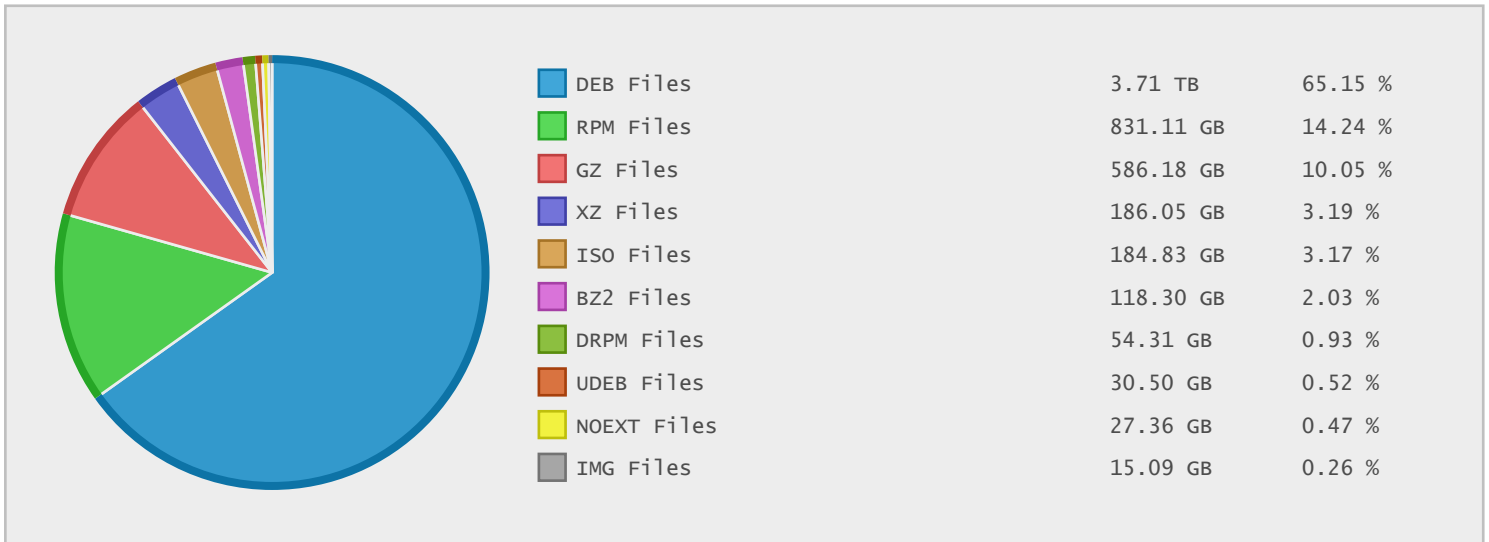 DEB Files 3.71 TB 65.15 %
RPM Files 831.11 GB 14.24 %
GZ Files 586.18 GB 10.05 %
XZ Files 186.05 GB 3.19 %
ISO Files 184.83 GB 3.17 %
BZ2 Files 118.30 GB 2.03 %
DRPM Files 54.31 GB 0.93 %
UDEB Files 30.50 GB 0.52 %
NOEXT Files 27.36 GB 0.47 %
IMG Files 15.09 GB 0.26 %